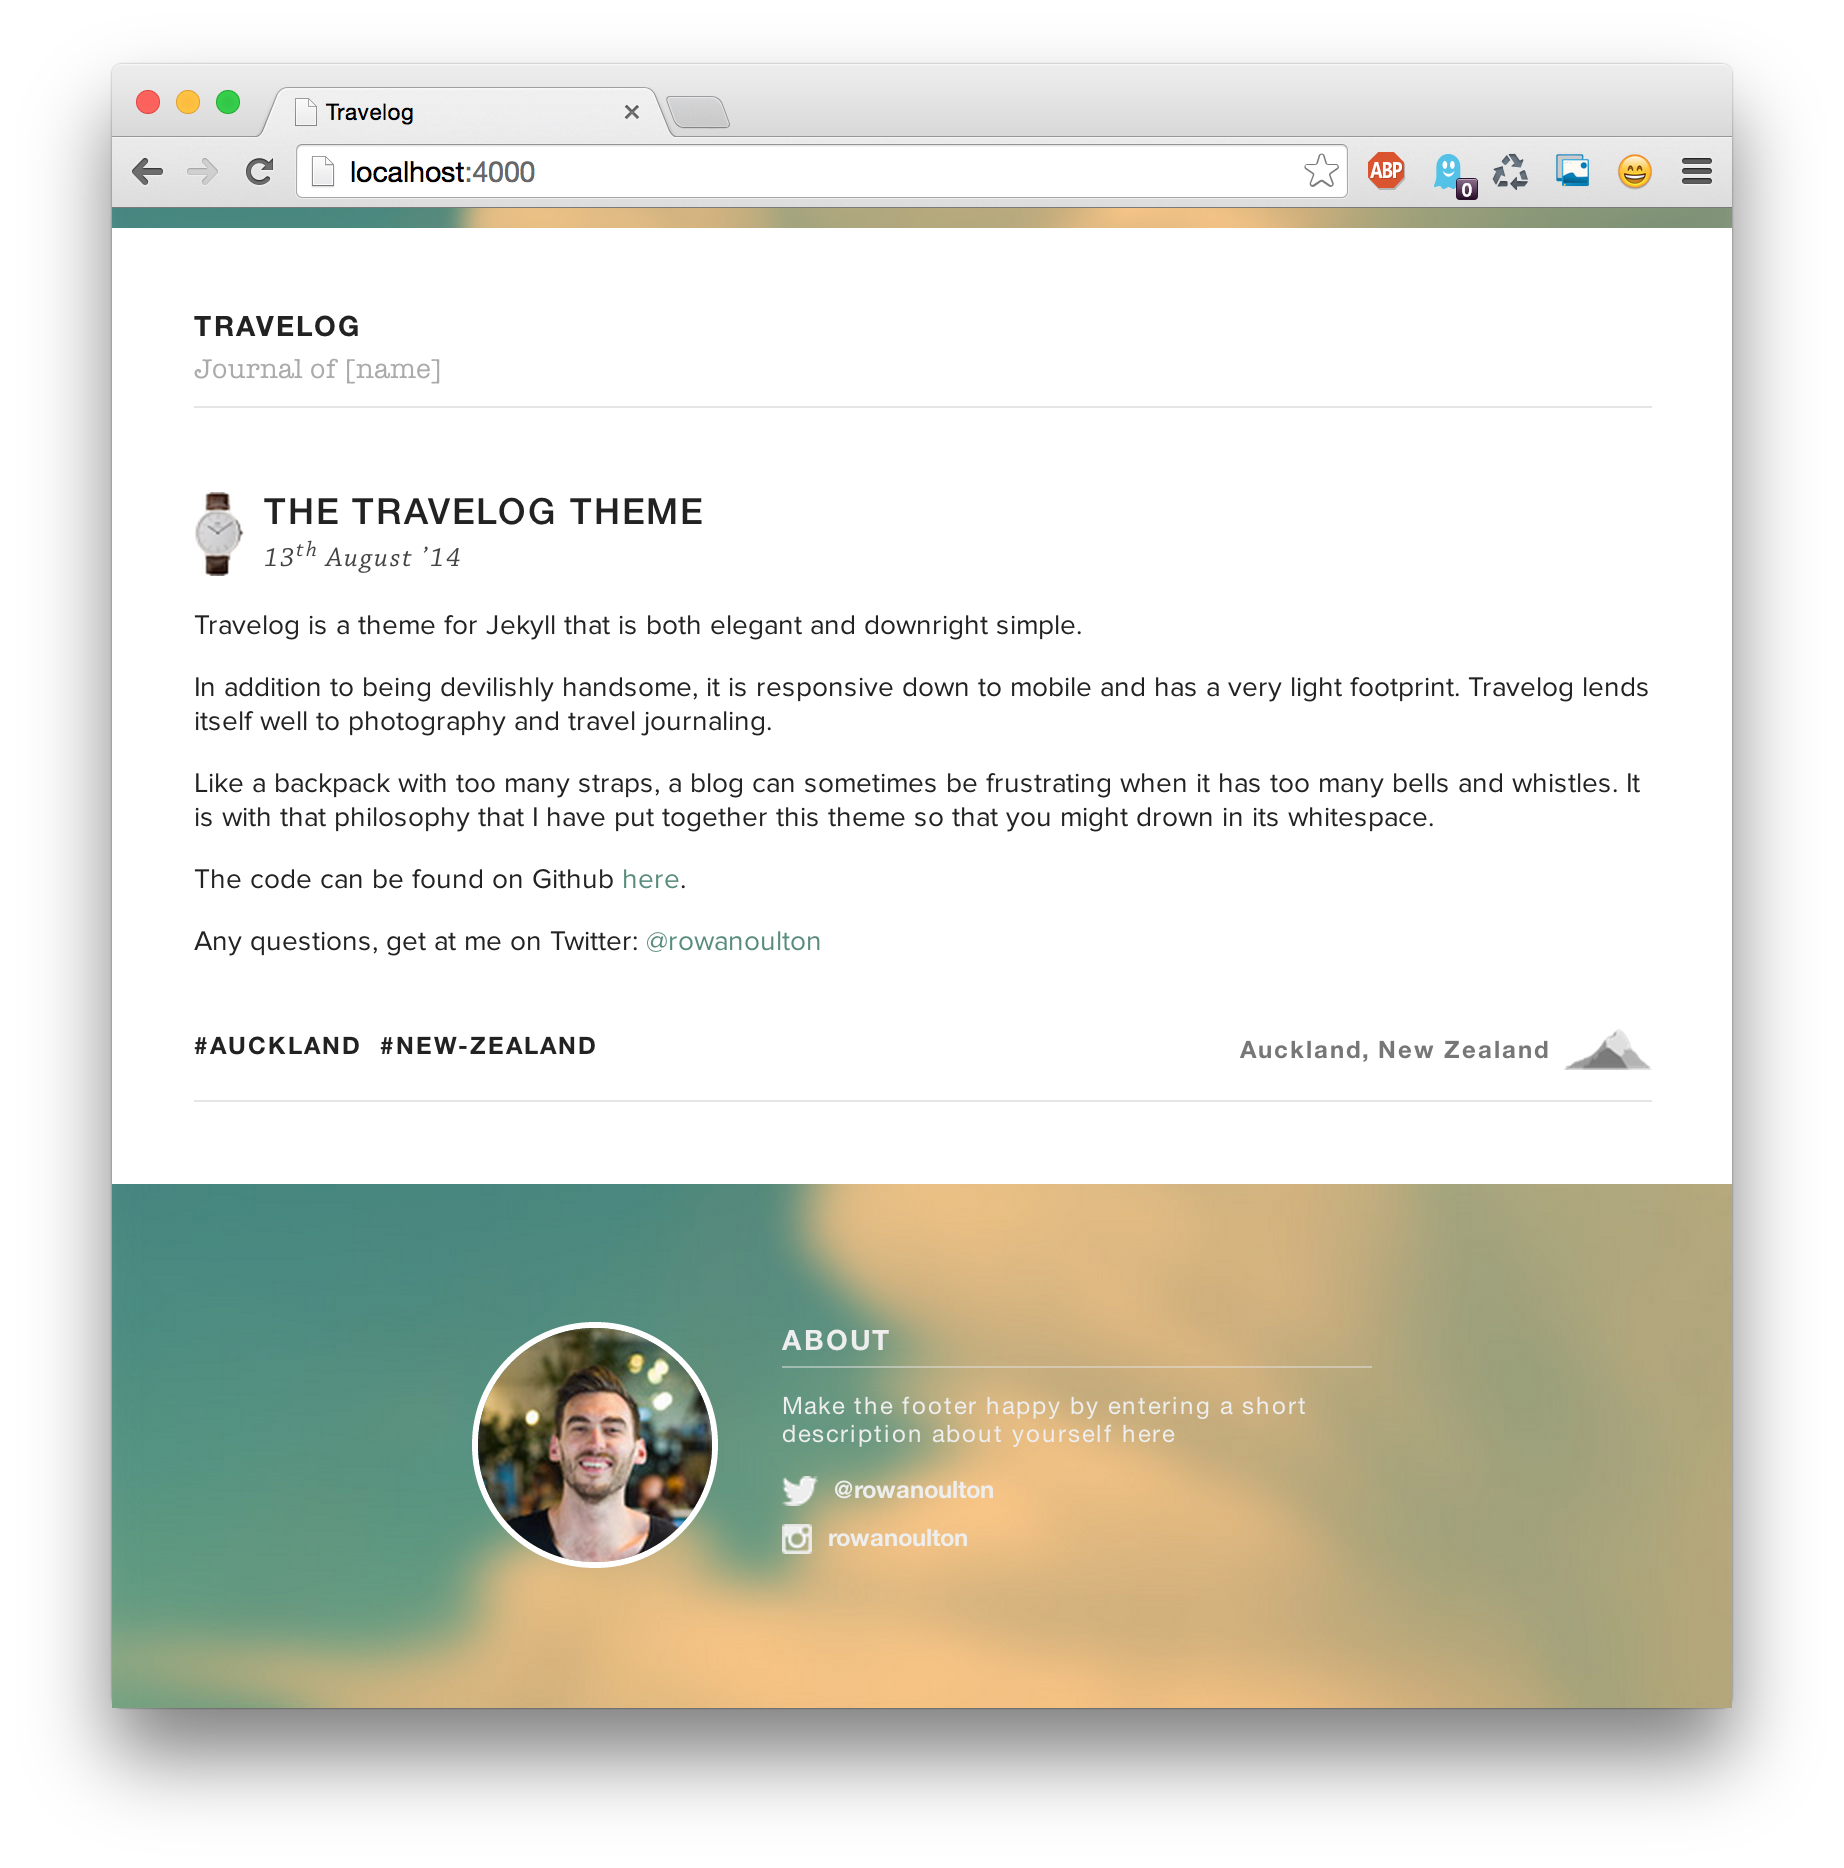 Travelog
localhost:4000
ABP
0
TRAVELOG
Journal of [name]
THE TRAVELOG THEME
13th August ’14
Travelog is a theme for Jekyll that is both elegant and downright simple.
In addition to being devilishly handsome, it is responsive down to mobile and has a very light footprint. Travelog lends
itself well to photography and travel journaling.
Like a backpack with too many straps, a blog can sometimes be frustrating when it has too many bells and whistles. It
is with that philosophy that I have put together this theme so that you might drown in its whitespace.
The code can be found on Github here.
Any questions, get at me on Twitter: @rowanoulton
#AUCKLAND #NEW-ZEALAND
Auckland, New Zealand
ABOUT
Make the footer happy by entering a short
description about yourself here
@rowanoulton
rowanoulton